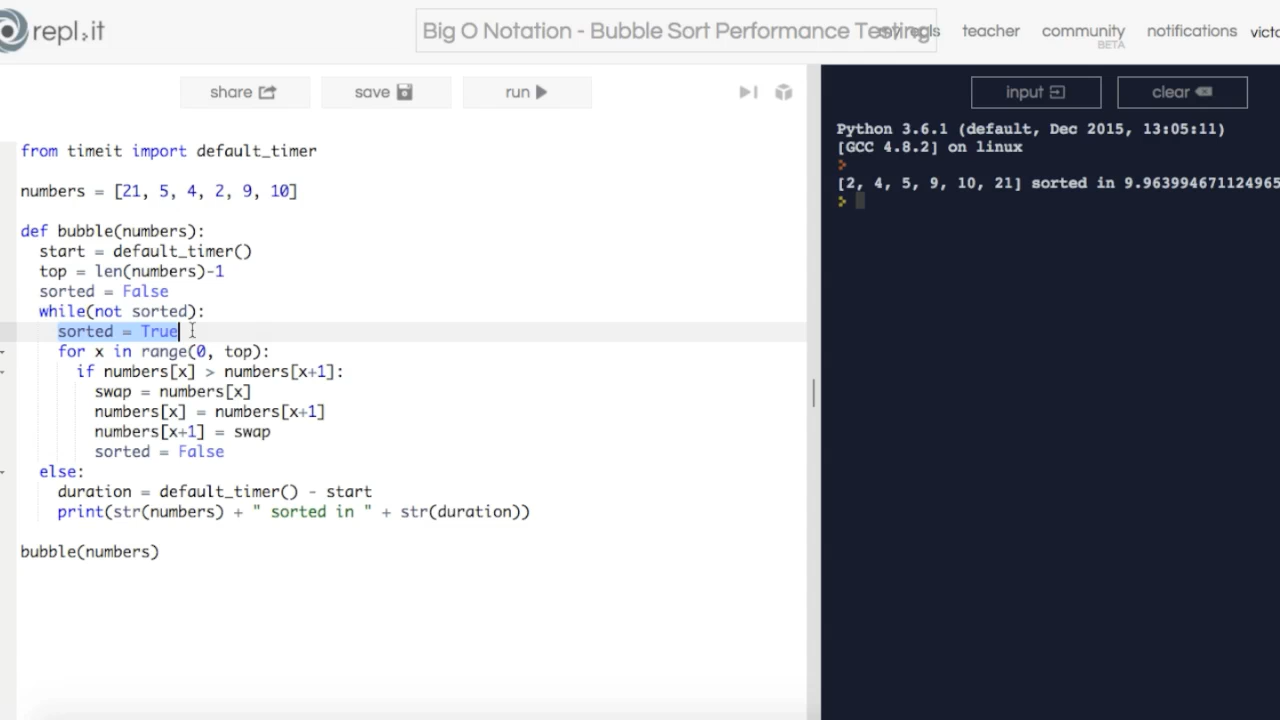 repl.it
Big O Notation - Bubble Sort Performance Testing
teacher
community
BETA
notifications
share
save
run
input
clear
from timeit import default_timer
numbers = [21, 5, 4, 2, 9, 10]
def bubble(numbers):
start = default_timer()
top = len(numbers)-1
sorted = False
while(not sorted):
sorted = True
for x in range(0, top):
if numbers[x] > numbers[x+1]:
swap = numbers[x]
numbers[x] = numbers[x+1]
numbers[x+1] = swap
sorted = False
else:
duration = default_timer() - start
print(str(numbers) + " sorted in " + str(duration))
bubble(numbers)
Python 3.6.1 (default, Dec 2015, 13:05:11)
[GCC 4.8.2] on linux
[2, 4, 5, 9, 10, 21] sorted in 9.963994671124965